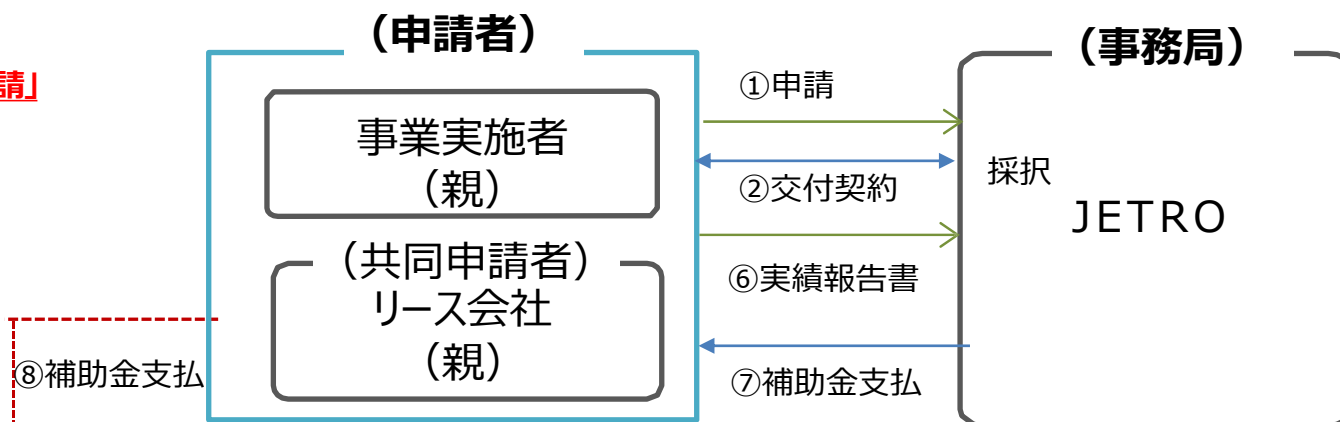 （申請者）
（事務局）
請」
①申請
事業実施者
（親）
②交付契約
採択
JETRO
（共同申請者）
リース会社
（親）
⑥実績報告書
⑧補助金支払
⑦補助金支払